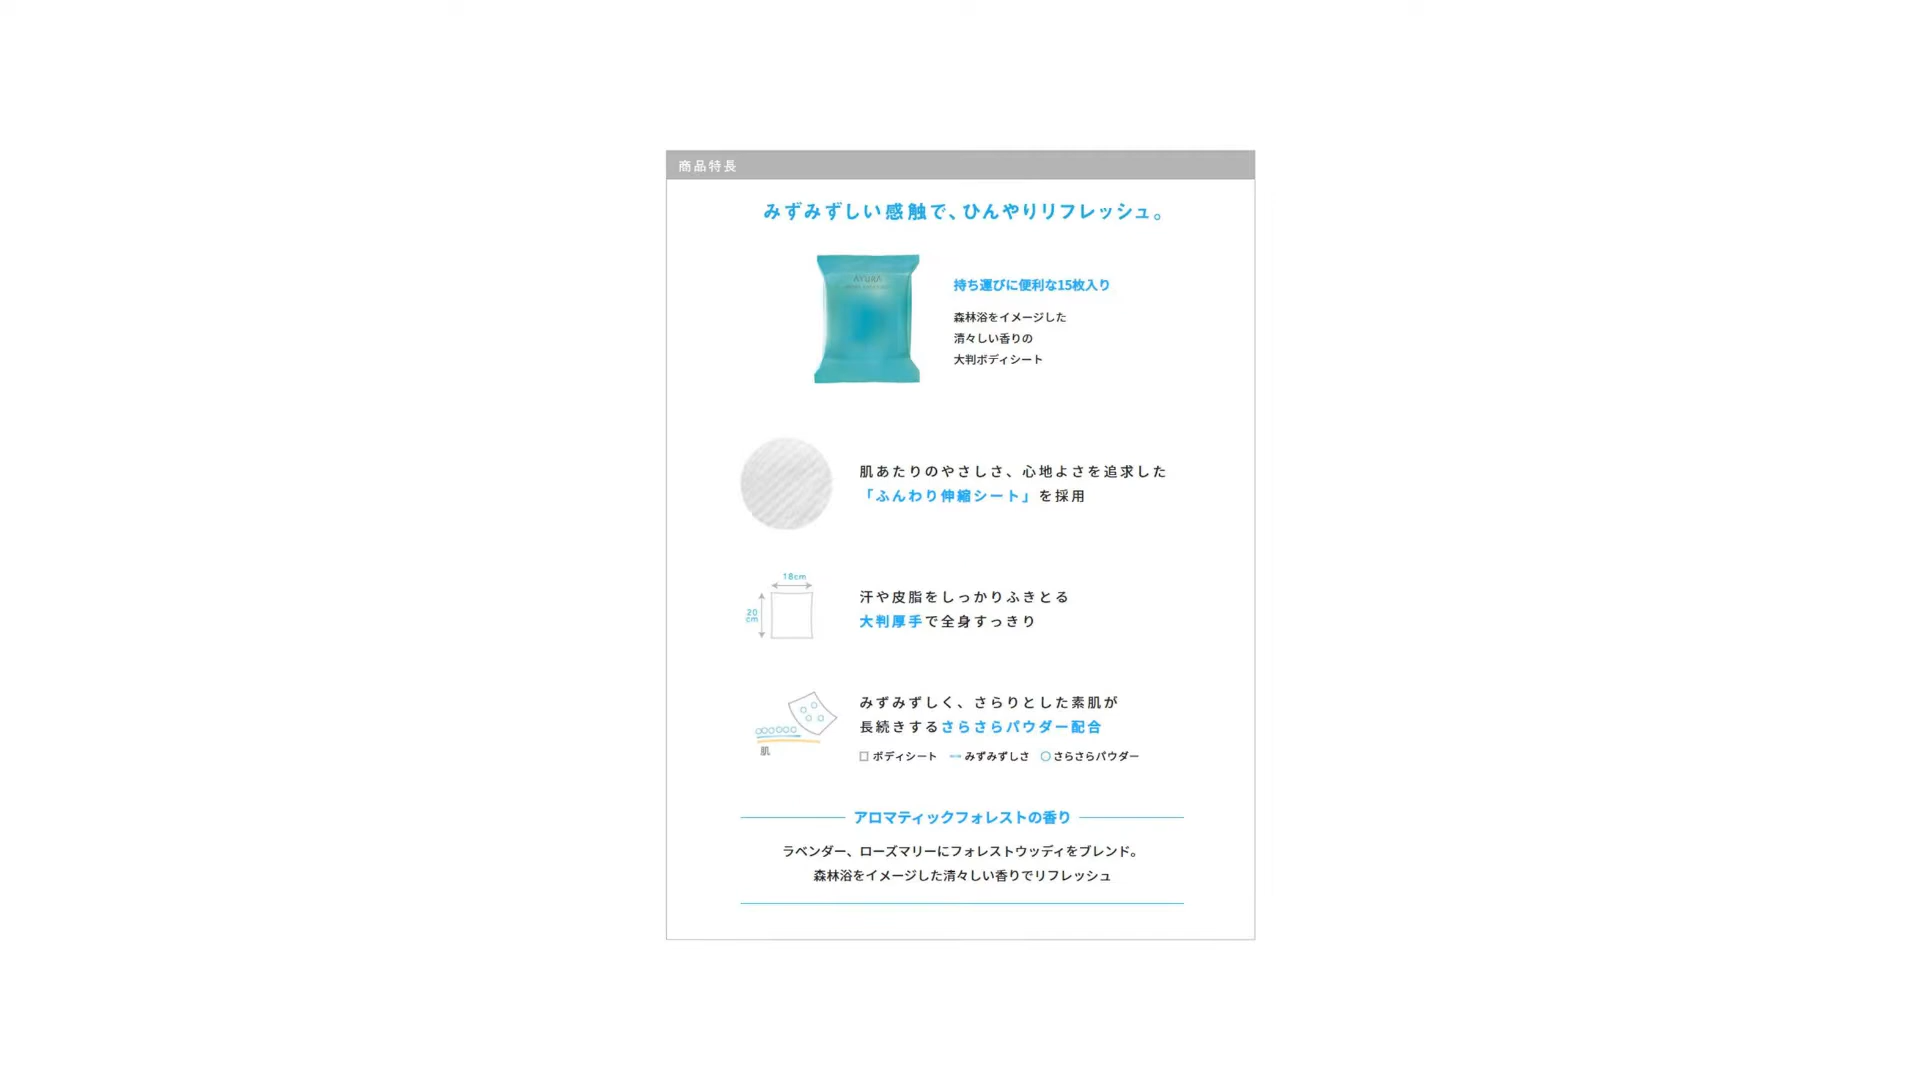 商品特長
みずみずしい感触で、ひんやりリフレッシュ。
AYURA
持ち運びに便利な15枚入り
森林浴をイメージした
清々しい香りの
大判ボディシート
肌あたりのやさしさ、心地よさを追求した
「ふんわり伸縮シート」を採用
18cm
20
cm
汗や皮脂をしっかりふきとる
大判厚手で全身すっきり
みずみずしく、さらりとした素肌が
長続きするさらさらパウダー配合
肌
ボディシート みずみずしさ さらさらパウダー
アロマティックフォレストの香り
ラベンダー、ローズマリーにフォレストウッディをブレンド。
森林浴をイメージした清々しい香りでリフレッシュ